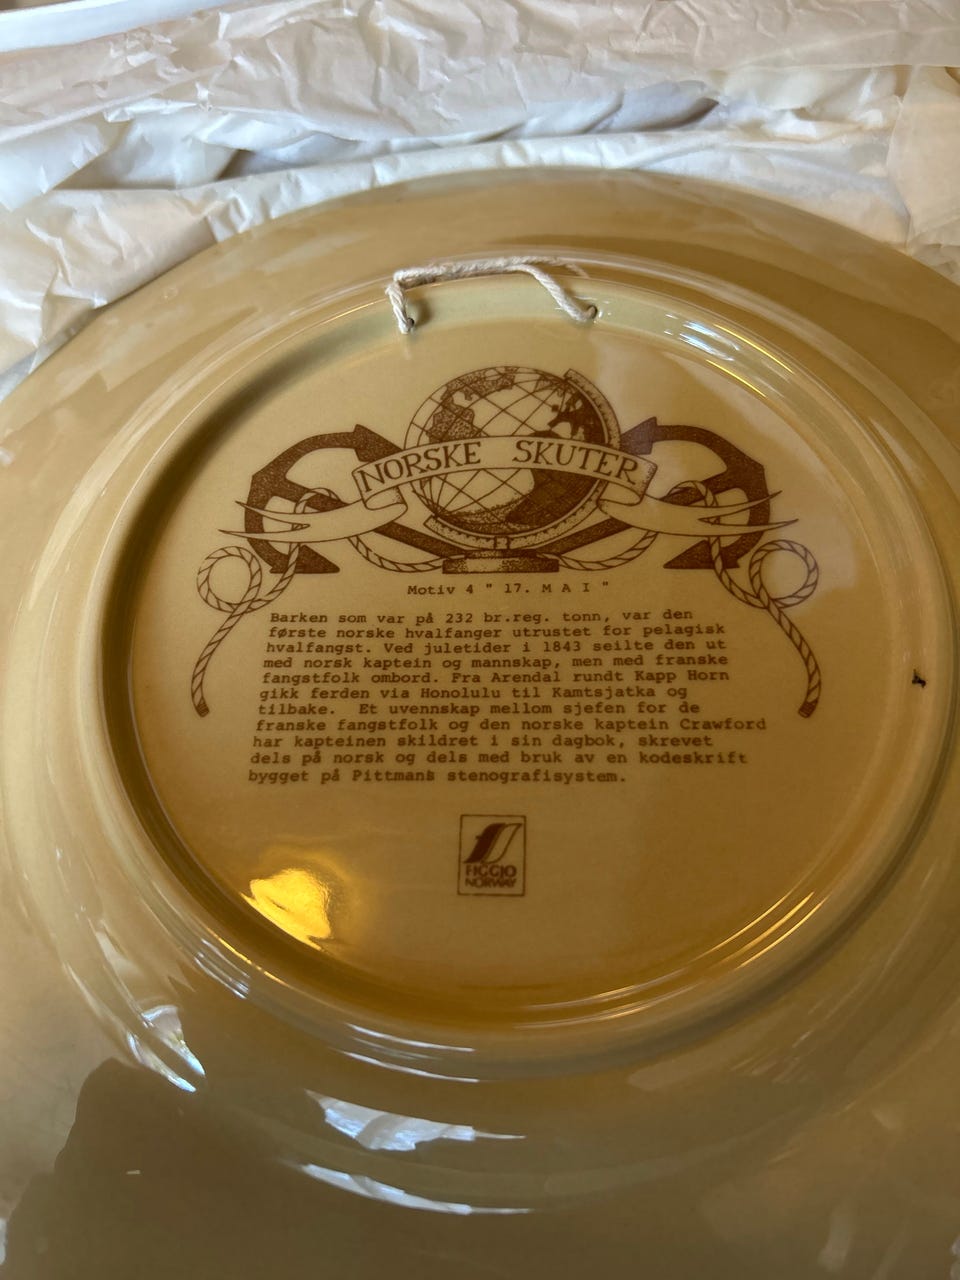 NORSKE SKUTER
Motiv 4 " 17. M A I "
Barken som var på 232 br.reg. tonn, var den
første norske hvalfanger utrustet for pelagisk
hvalfangst. Ved juletider i 1843 seilte den ut
med norsk kaptein og mannskap, men med franske
fangstfolk ombord. Fra Arendal rundt Kapp Horn
gikk ferden via Honolulu til Kamtsjatka og
tilbake. Et uvennskap mellom sjefen for de
franske fangstfolk og den norske kaptein Crawford
har kapteinen skildret i sin dagbok, skrevet
dels på norsk og dels med bruk av en kodeskrift
bygget på Pittmans stenografisystem.
FIGGJO
NORWAY